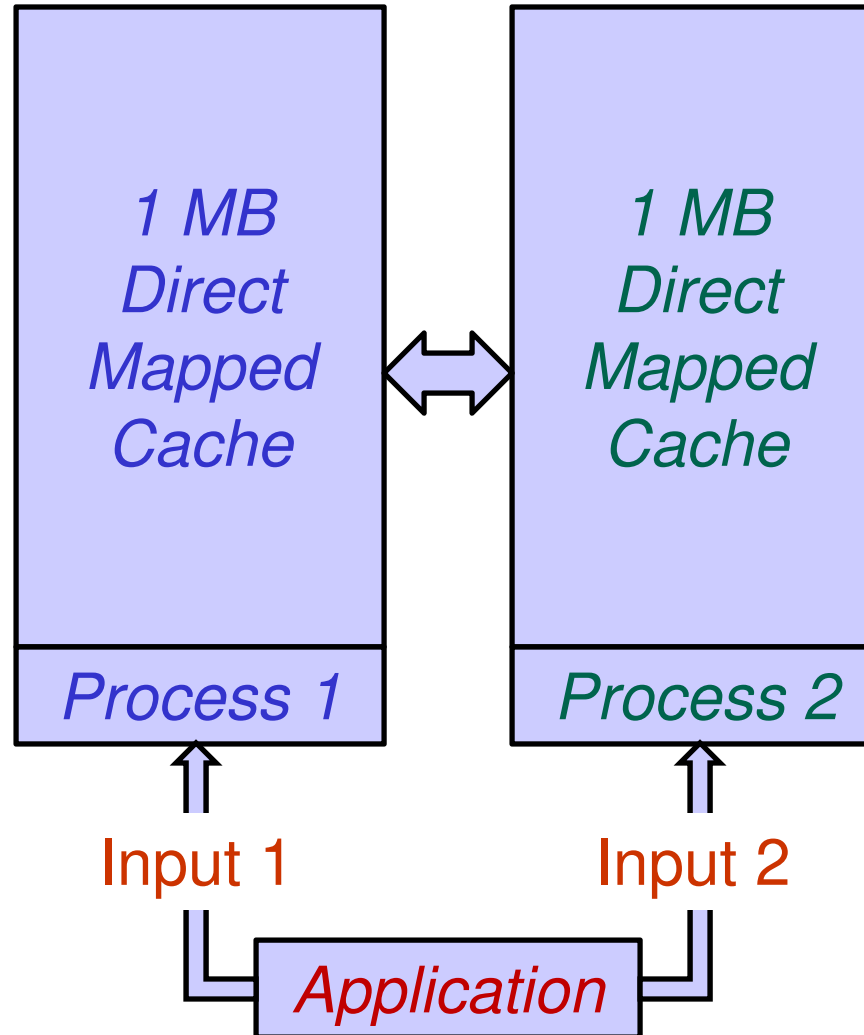 1 MB
Direct
Mapped
Cache
Process 1
1 MB
Direct
Mapped
Cache
Process 2
Input 1
Input 2
Application